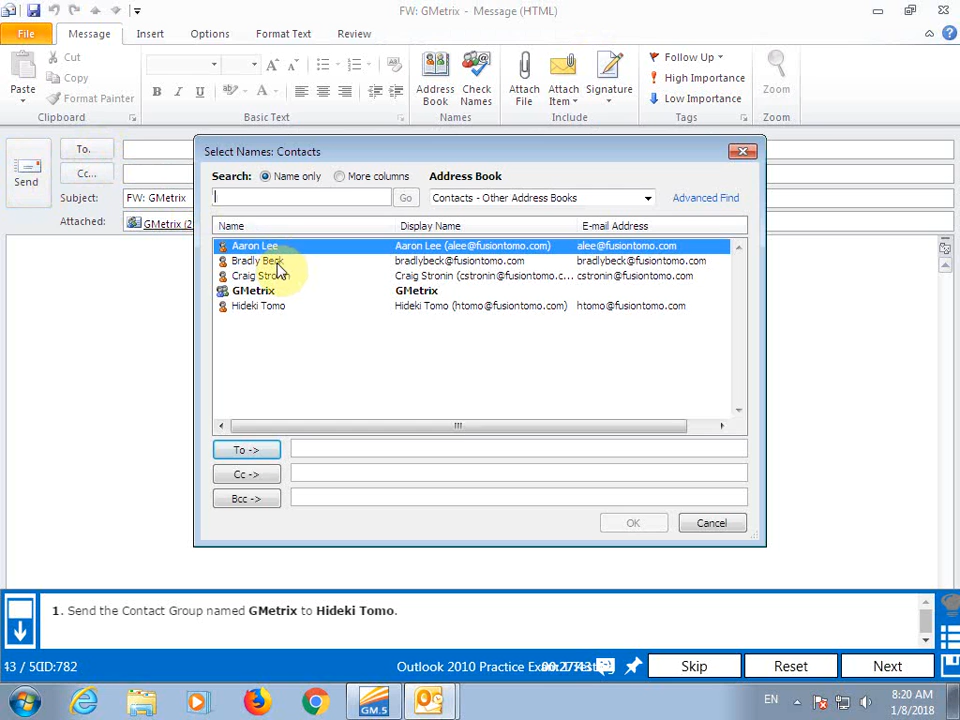 FW: GMetrix - Message (HTML)
File Message Insert Options Format Text Review
Paste
Cut
Copy
Format Painter
Clipboard
B I U
Basic Text
Address Book
Check Names
Names
Attach File
Attach Item
Signature
Include
Follow Up
High Importance
Low Importance
Tags
Zoom
Zoom
Send
To.
Cc...
Subject: FW: GMetrix
Attached: GMetrix (2
Select Names: Contacts
Search: Name only More columns Address Book
Go Contacts - Other Address Books Advanced Find
Name Display Name E-mail Address
Aaron Lee Aaron Lee (alee@fusiontomo.com) alee@fusiontomo.com
Bradly Beck bradlybeck@fusiontomo.com bradlybeck@fusiontomo.com
Craig Stronin Craig Stronin (cstronin@fusiontomo.c... cstronin@fusiontomo.com
GMetrix GMetrix
Hideki Tomo Hideki Tomo (htomo@fusiontomo.com) htomo@fusiontomo.com
To ->
Cc ->
Bcc ->
OK Cancel
1. Send the Contact Group named GMetrix to Hideki Tomo.
Outlook 2010 Practice Exam
Skip Reset Next
GM.5
EN
8:20 AM
1/8/2018